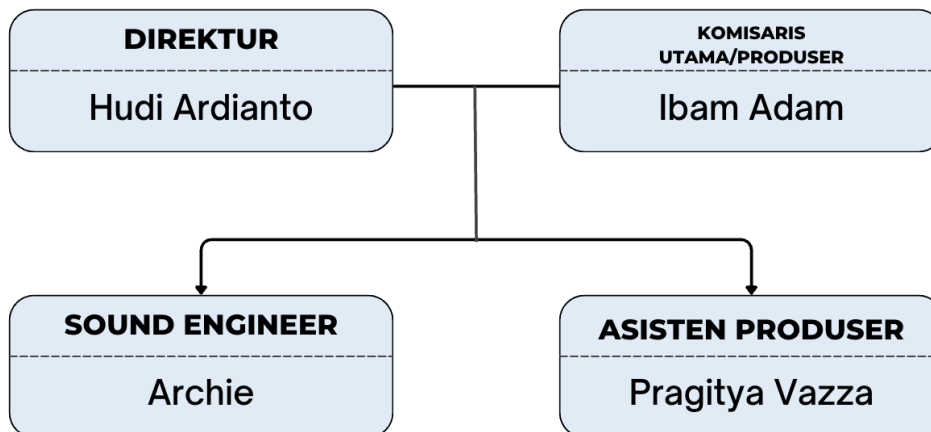 DIREKTUR
Hudi Ardianto
KOMISARIS
UTAMA/PRODUSER
Ibam Adam
SOUND ENGINEER
Archie
ASISTEN PRODUSER
Pragitya Vazza